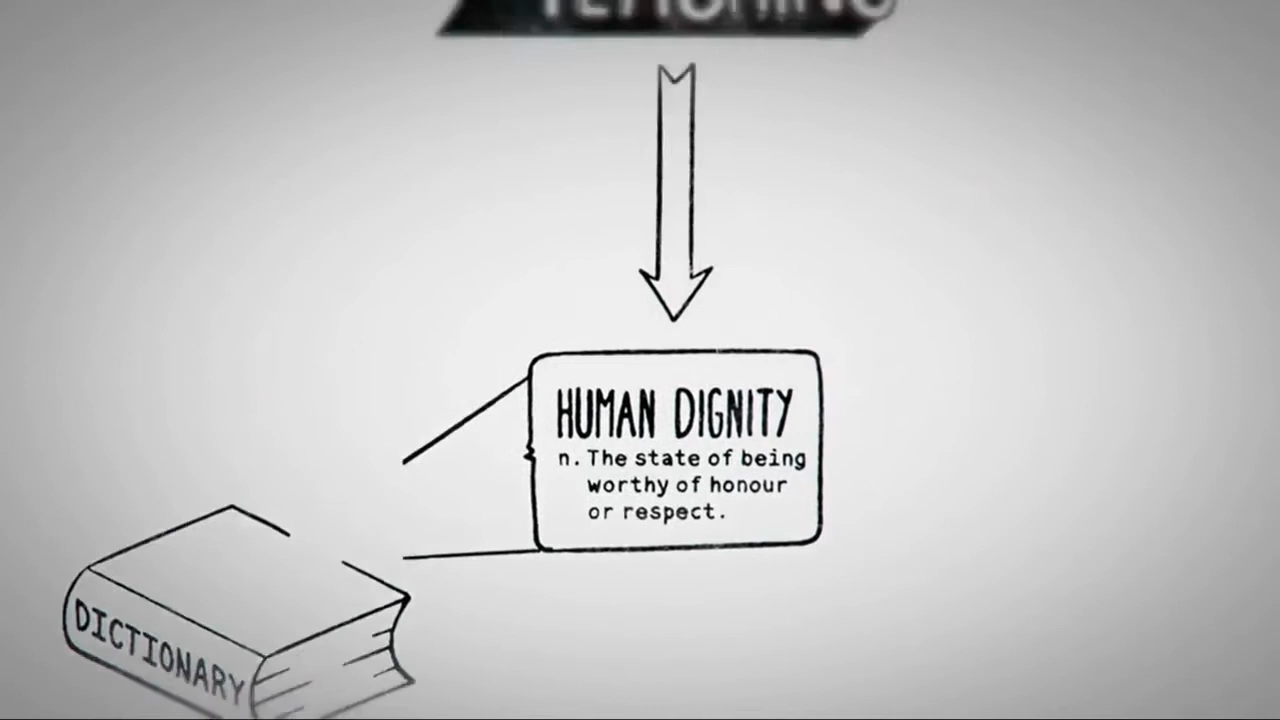 HUMAN DIGNITY
n. The state of being
worthy of honour
or respect.
DICTIONARY